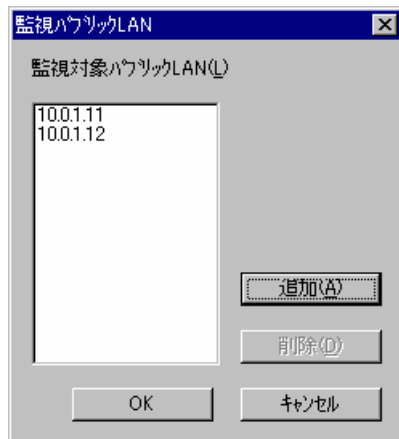 監視ﾊﾟﾌﾞﾘｯｸLAN
監視対象ﾊﾟﾌﾞﾘｯｸLAN(L)
10.0.1.11
10.0.1.12
追加(A)
削除(D)
OK
ｷｬﾝｾﾙ